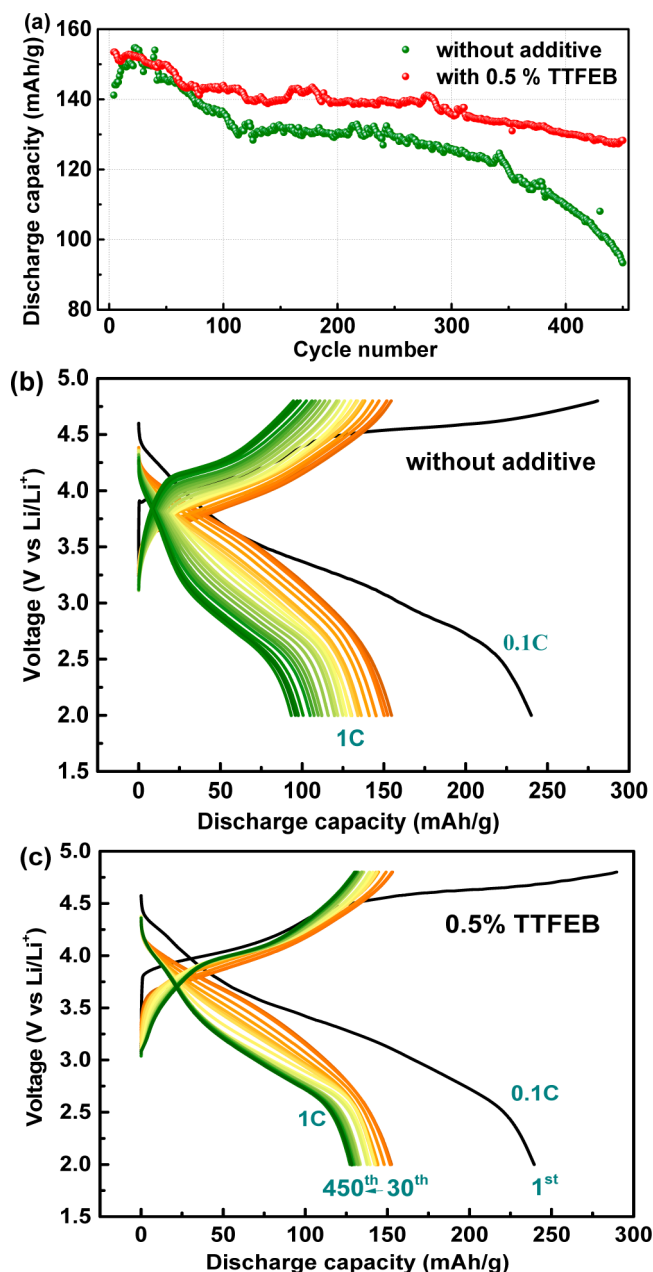 (a)
160
140
120
100
80
0
100
200
300
400
Discharge capacity (mAh/g)
Cycle number
without additive
with 0.5 % TTFEB
(b)
5.0
4.5
4.0
3.5
3.0
2.5
2.0
1.5
0
50
100
150
200
250
300
Voltage (V vs Li/Li⁺)
Discharge capacity (mAh/g)
without additive
0.1C
1C
(c)
5.0
4.5
4.0
3.5
3.0
2.5
2.0
1.5
0
50
100
150
200
250
300
Voltage (V vs Li/Li⁺)
Discharge capacity (mAh/g)
0.5% TTFEB
0.1C
1C
450th ← 30th
1st